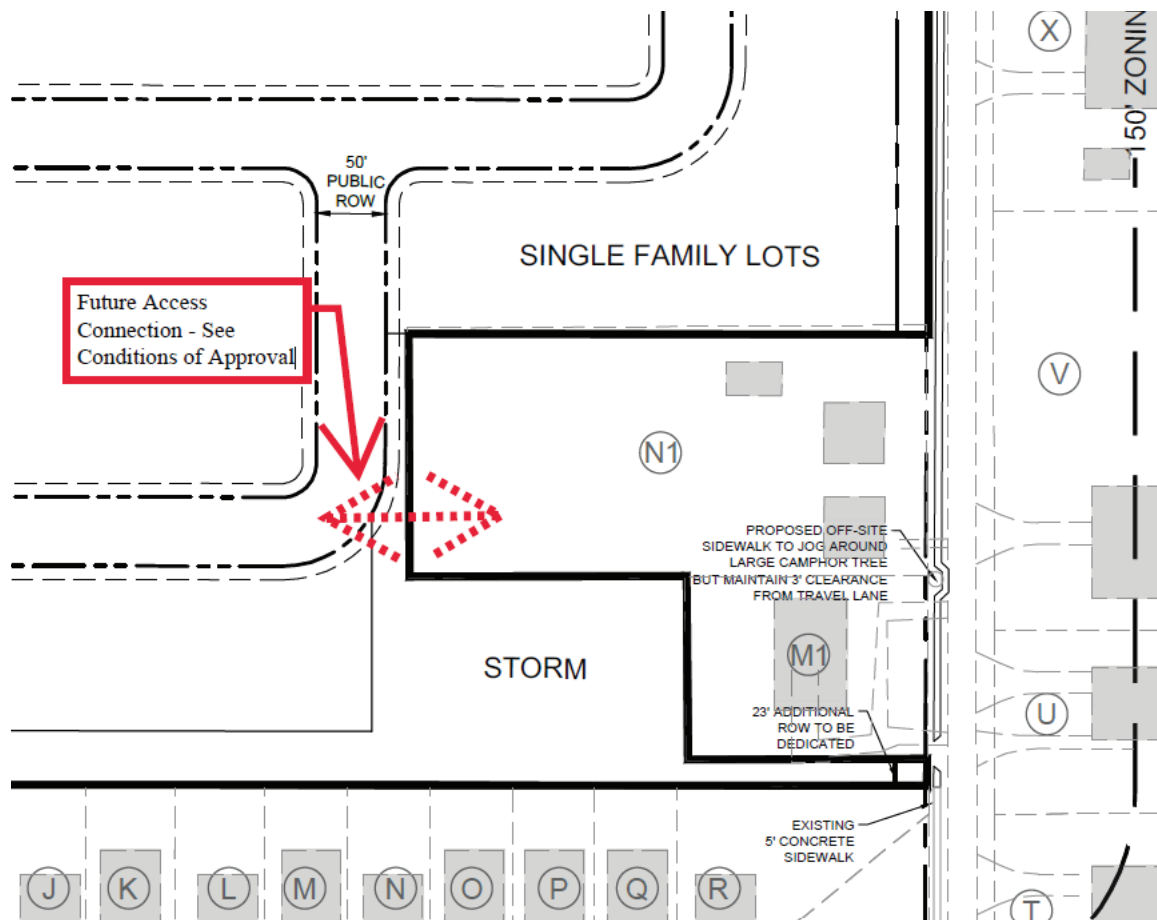 X
150' ZONIN
50'
PUBLIC
ROW
SINGLE FAMILY LOTS
Future Access
Connection - See
Conditions of Approval
V
N1
PROPOSED OFF-SITE
SIDEWALK TO JOG AROUND
LARGE CAMPHOR TREE
BUT MAINTAIN 3' CLEARANCE
FROM TRAVEL LANE
M1
STORM
U
23' ADDITIONAL
ROW TO BE
DEDICATED
EXISTING
5' CONCRETE
SIDEWALK
J K L M N O P Q R
T